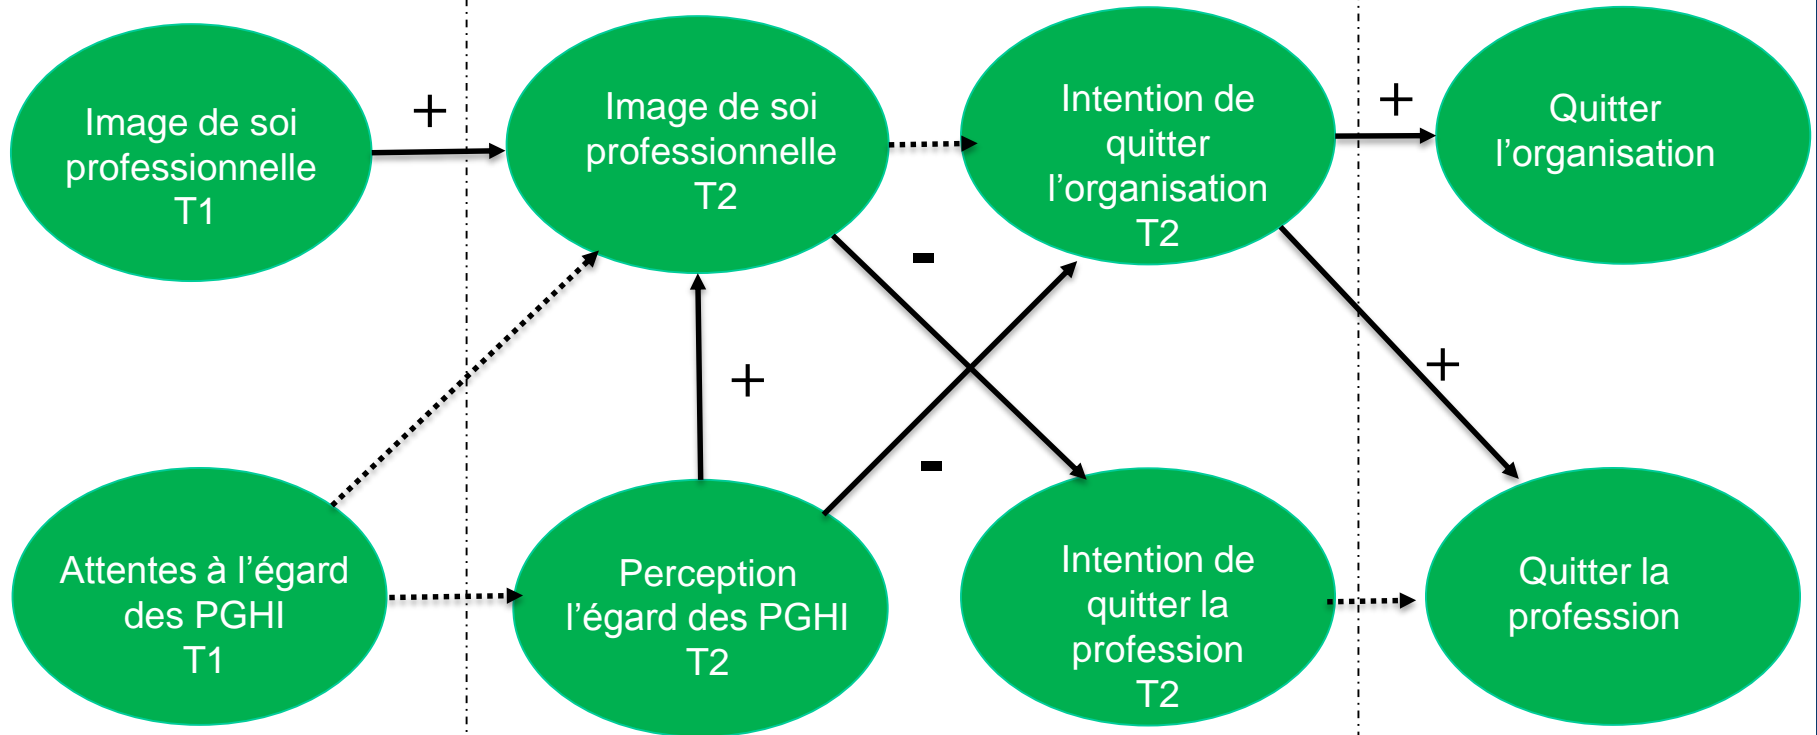 Image de soi
professionnelle
T1
+
Image de soi
professionnelle
T2
Intention de
quitter
l’organisation
T2
+
Quitter
l’organisation
-
+
-
+
Attentes à l’égard
des PGHI
T1
Perception
l’égard des PGHI
T2
Intention de
quitter la
profession
T2
Quitter la
profession